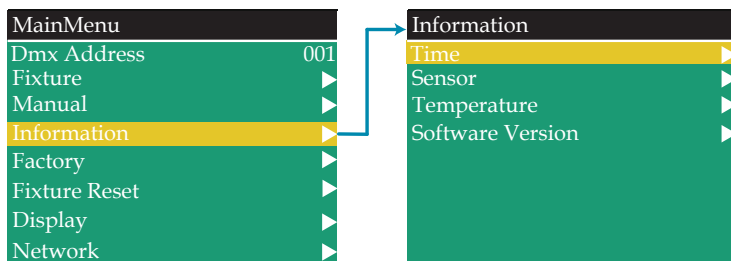 MainMenu
Dmx Address 001
Fixture
Manual
Information
Factory
Fixture Reset
Display
Network
Information
Time
Sensor
Temperature
Software Version